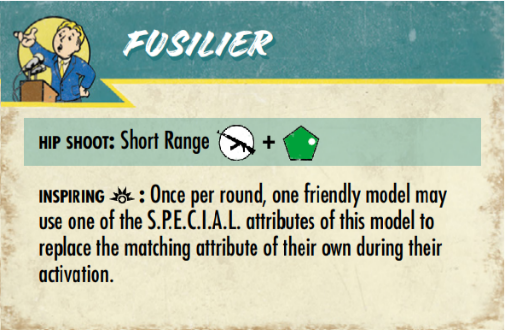 FUSILIER
HIP SHOOT: Short Range +
INSPIRING : Once per round, one friendly model may
use one of the S.P.E.C.I.A.L. attributes of this model to
replace the matching attribute of their own during their
activation.